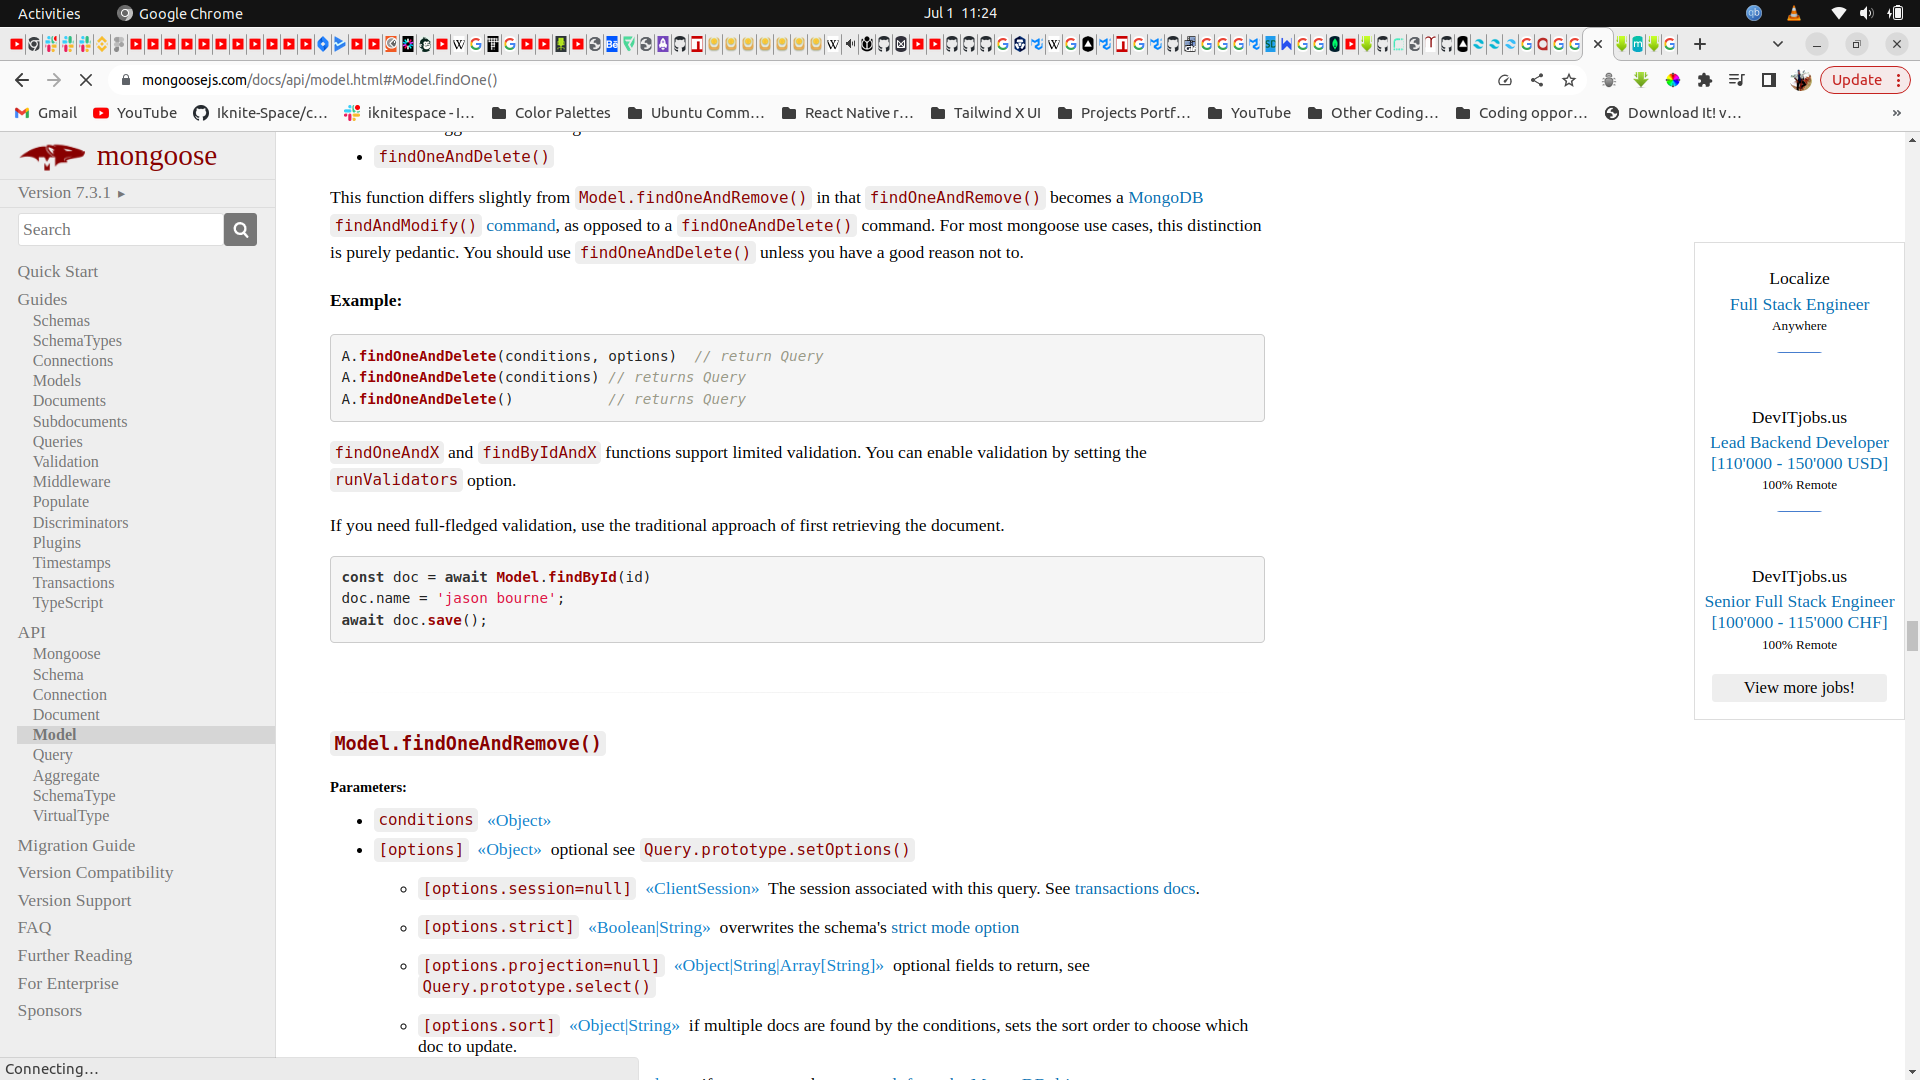 Activities
Google Chrome
Jul 1 11:24
mongoosejs.com/docs/api/model.html#Model.findOne()
Update
Gmail
YouTube
Iknite-Space/c…
iknitespace - I…
Color Palettes
Ubuntu Comm…
React Native r…
Tailwind X UI
Projects Portf…
YouTube
Other Coding…
Coding oppor…
Download It! v…
»
mongoose
Version 7.3.1 ▸
Search
Quick Start
Guides
Schemas
SchemaTypes
Connections
Models
Documents
Subdocuments
Queries
Validation
Middleware
Populate
Discriminators
Plugins
Timestamps
Transactions
TypeScript
API
Mongoose
Schema
Connection
Document
Model
Query
Aggregate
SchemaType
VirtualType
Migration Guide
Version Compatibility
Version Support
FAQ
Further Reading
For Enterprise
Sponsors
findOneAndDelete()
This function differs slightly from Model.findOneAndRemove() in that findOneAndRemove() becomes a MongoDB
findAndModify() command, as opposed to a findOneAndDelete() command. For most mongoose use cases, this distinction
is purely pedantic. You should use findOneAndDelete() unless you have a good reason not to.
Example:
A.findOneAndDelete(conditions, options)  // return Query
A.findOneAndDelete(conditions) // returns Query
A.findOneAndDelete()           // returns Query
findOneAndX and findByIdAndX functions support limited validation. You can enable validation by setting the
runValidators option.
If you need full-fledged validation, use the traditional approach of first retrieving the document.
const doc = await Model.findById(id)
doc.name = 'jason bourne';
await doc.save();
Model.findOneAndRemove()
Parameters:
conditions «Object»
[options] «Object» optional see Query.prototype.setOptions()
[options.session=null] «ClientSession» The session associated with this query. See transactions docs.
[options.strict] «Boolean|String» overwrites the schema's strict mode option
[options.projection=null] «Object|String|Array[String]» optional fields to return, see
Query.prototype.select()
[options.sort] «Object|String» if multiple docs are found by the conditions, sets the sort order to choose which
doc to update.
Localize
Full Stack Engineer
Anywhere
DevITjobs.us
Lead Backend Developer
[110'000 - 150'000 USD]
100% Remote
DevITjobs.us
Senior Full Stack Engineer
[100'000 - 115'000 CHF]
100% Remote
View more jobs!
Connecting…